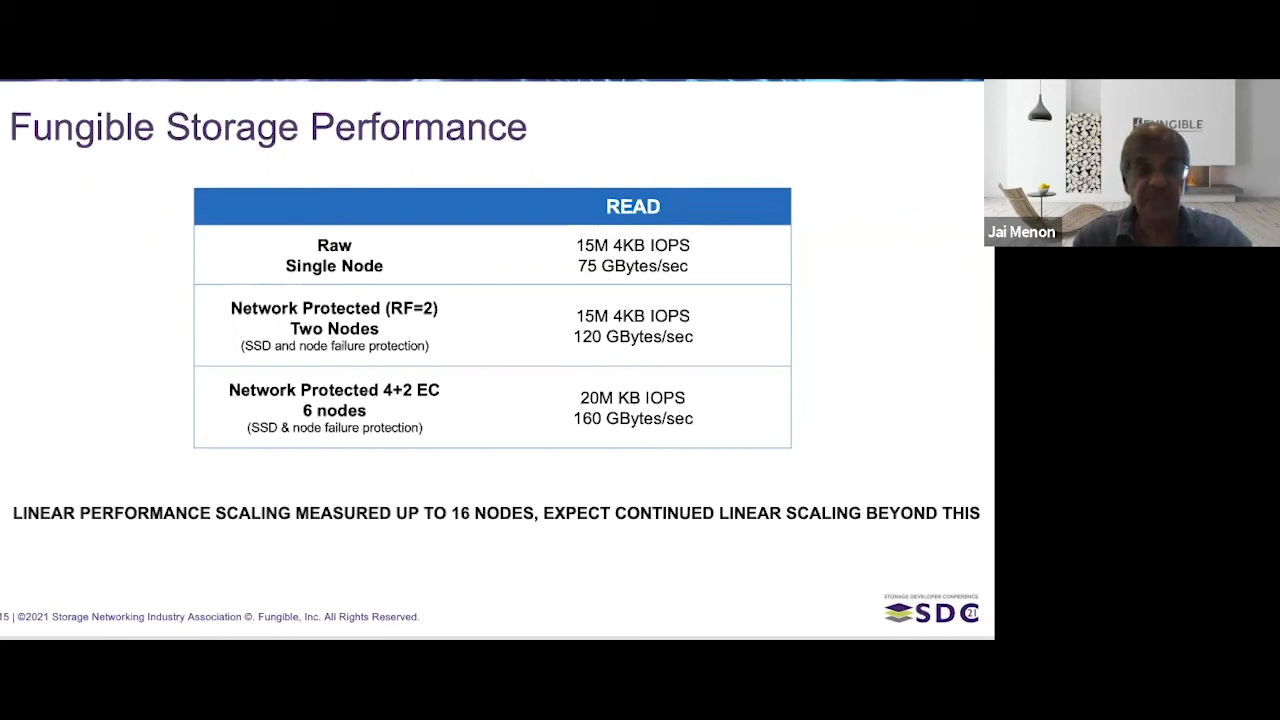 Fungible Storage Performance
READ
Raw
Single Node
15M 4KB IOPS
75 GBytes/sec
Network Protected (RF=2)
Two Nodes
(SSD and node failure protection)
15M 4KB IOPS
120 GBytes/sec
Network Protected 4+2 EC
6 nodes
(SSD & node failure protection)
20M KB IOPS
160 GBytes/sec
LINEAR PERFORMANCE SCALING MEASURED UP TO 16 NODES, EXPECT CONTINUED LINEAR SCALING BEYOND THIS
15 | ©2021 Storage Networking Industry Association ©. Fungible, Inc. All Rights Reserved.
STORAGE DEVELOPER CONFERENCE
SDC 21
FUNGIBLE
Jai Menon